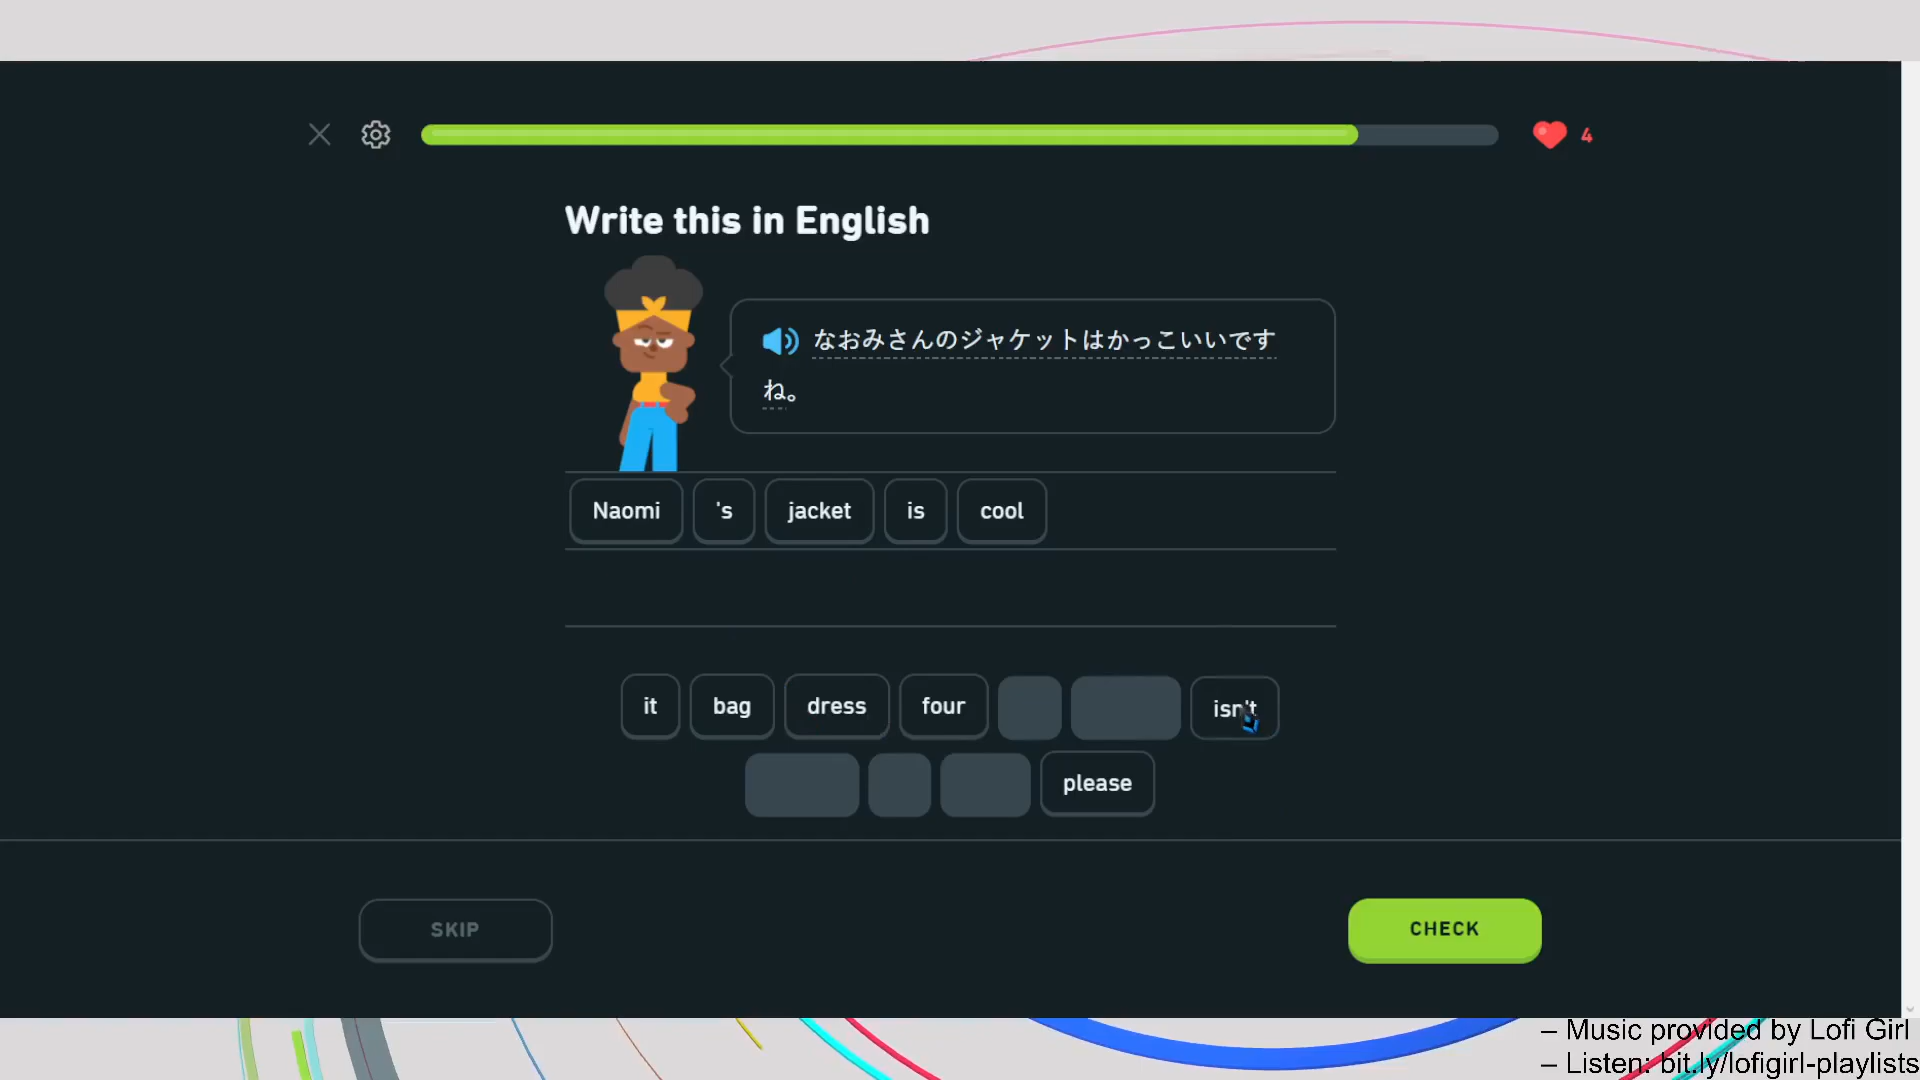 4
Write this in English
なおみさんのジャケットはかっこいいです
ね。
Naomi 's jacket is cool
it bag dress four isn't
please
SKIP CHECK
– Music provided by Lofi Girl
– Listen: bit.ly/lofigirl-playlists